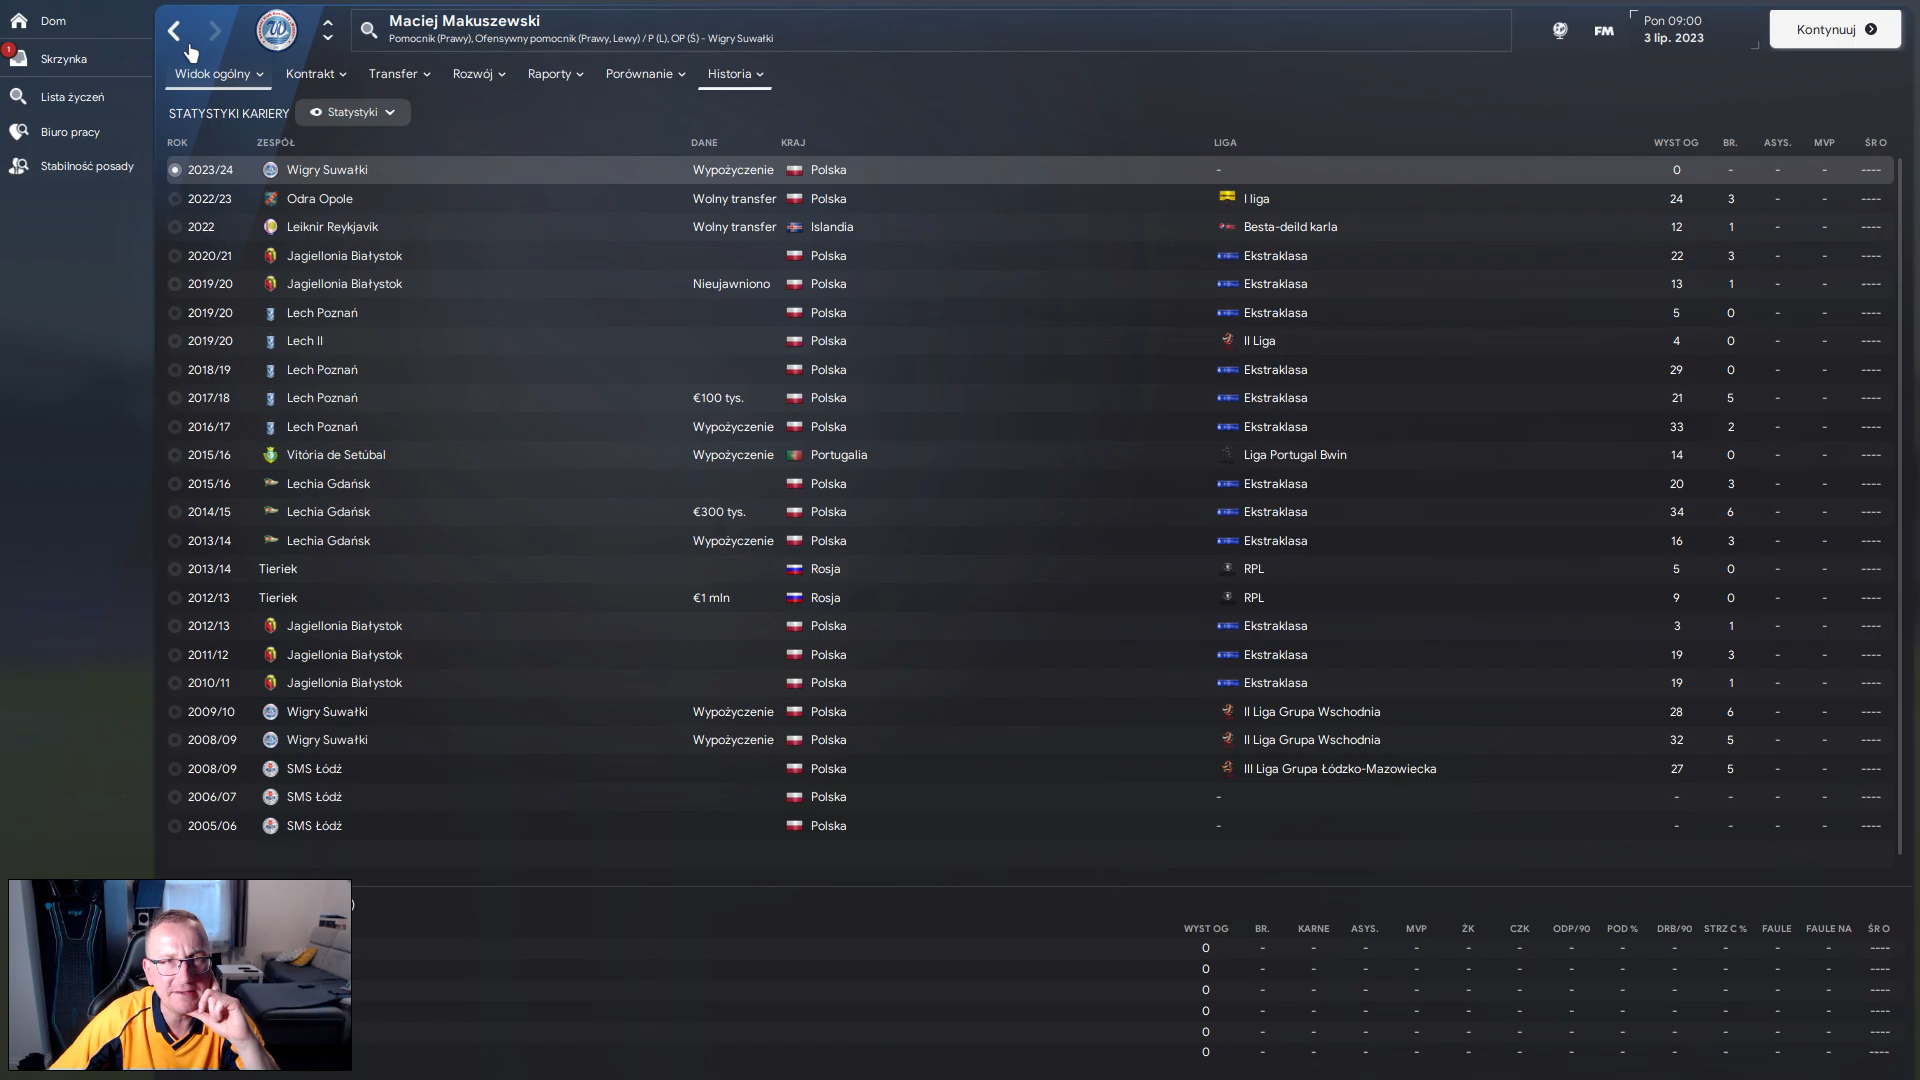 Dom
1
Skrzynka
Lista życzeń
Biuro pracy
Stabilność posady
Maciej Makuszewski
Pomocnik (Prawy), Ofensywny pomocnik (Prawy, Lewy) / P (L), OP (Ś) - Wigry Suwałki
FM
Pon 09:00
3 lip. 2023
Kontynuuj
Widok ogólny Kontrakt Transfer Rozwój Raporty Porównanie Historia
STATYSTYKI KARIERY Statystyki
ROK ZESPÓŁ DANE KRAJ LIGA WYST OG BR. ASYS. MVP ŚR O
2023/24 Wigry Suwałki Wypożyczenie Polska - 0 - - - ----
2022/23 Odra Opole Wolny transfer Polska I liga 24 3 - - ----
2022 Leiknir Reykjavik Wolny transfer Islandia Besta-deild karla 12 1 - - ----
2020/21 Jagiellonia Białystok Polska Ekstraklasa 22 3 - - ----
2019/20 Jagiellonia Białystok Nieujawniono Polska Ekstraklasa 13 1 - - ----
2019/20 Lech Poznań Polska Ekstraklasa 5 0 - - ----
2019/20 Lech II Polska II Liga 4 0 - - ----
2018/19 Lech Poznań Polska Ekstraklasa 29 0 - - ----
2017/18 Lech Poznań €100 tys. Polska Ekstraklasa 21 5 - - ----
2016/17 Lech Poznań Wypożyczenie Polska Ekstraklasa 33 2 - - ----
2015/16 Vitória de Setúbal Wypożyczenie Portugalia Liga Portugal Bwin 14 0 - - ----
2015/16 Lechia Gdańsk Polska Ekstraklasa 20 3 - - ----
2014/15 Lechia Gdańsk €300 tys. Polska Ekstraklasa 34 6 - - ----
2013/14 Lechia Gdańsk Wypożyczenie Polska Ekstraklasa 16 3 - - ----
2013/14 Tieriek Rosja RPL 5 0 - - ----
2012/13 Tieriek €1 mln Rosja RPL 9 0 - - ----
2012/13 Jagiellonia Białystok Polska Ekstraklasa 3 1 - - ----
2011/12 Jagiellonia Białystok Polska Ekstraklasa 19 3 - - ----
2010/11 Jagiellonia Białystok Polska Ekstraklasa 19 1 - - ----
2009/10 Wigry Suwałki Wypożyczenie Polska II Liga Grupa Wschodnia 28 6 - - ----
2008/09 Wigry Suwałki Wypożyczenie Polska II Liga Grupa Wschodnia 32 5 - - ----
2008/09 SMS Łódź Polska III Liga Grupa Łódzko-Mazowiecka 27 5 - - ----
2006/07 SMS Łódź Polska - - - - - ----
2005/06 SMS Łódź Polska - - - - - ----
)
WYST OG BR. KARNE ASYS. MVP ŻK CZK ODP/90 POD % DRB/90 STRZ C % FAULE FAULE NA ŚR O
0 - - - - - - - - - - - - ----
0 - - - - - - - - - - - - ----
0 - - - - - - - - - - - - ----
0 - - - - - - - - - - - - ----
0 - - - - - - - - - - - - ----
0 - - - - - - - - - - - - ----